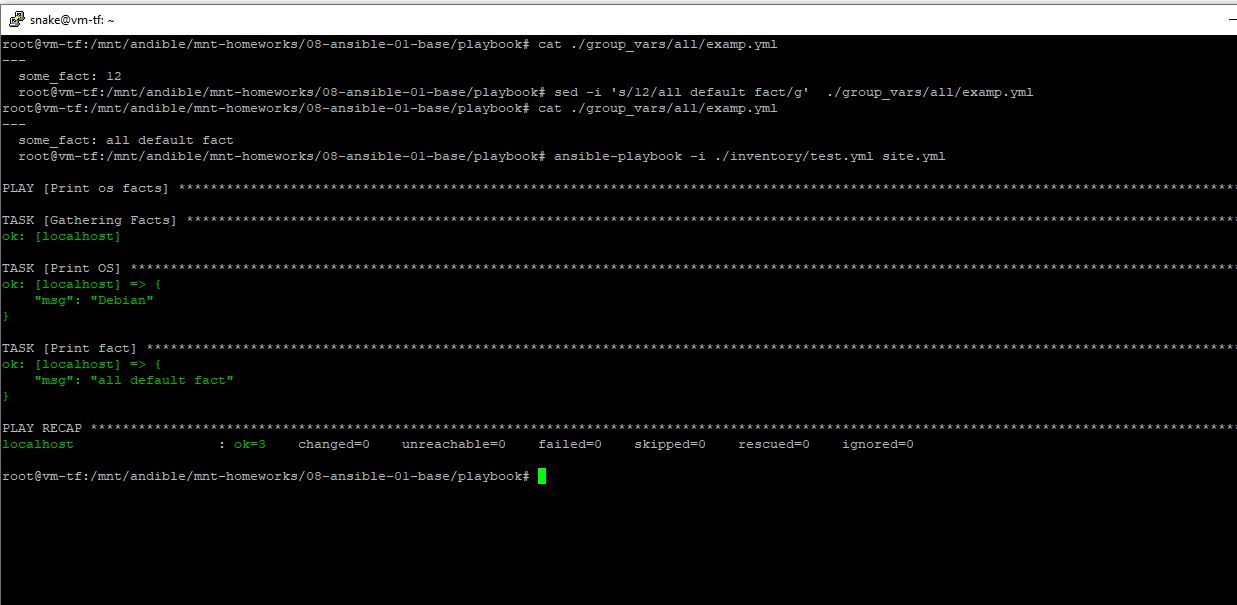 snake@vm-tf: ~
root@vm-tf:/mnt/andible/mnt-homeworks/08-ansible-01-base/playbook# cat ./group_vars/all/examp.yml
---
  some_fact: 12
  root@vm-tf:/mnt/andible/mnt-homeworks/08-ansible-01-base/playbook# sed -i 's/12/all default fact/g'  ./group_vars/all/examp.yml
root@vm-tf:/mnt/andible/mnt-homeworks/08-ansible-01-base/playbook# cat ./group_vars/all/examp.yml
---
  some_fact: all default fact
  root@vm-tf:/mnt/andible/mnt-homeworks/08-ansible-01-base/playbook# ansible-playbook -i ./inventory/test.yml site.yml
PLAY [Print os facts] ************************************************************************************************************************************
TASK [Gathering Facts] ***********************************************************************************************************************************
ok: [localhost]
TASK [Print OS] ******************************************************************************************************************************************
ok: [localhost] => {
    "msg": "Debian"
}
TASK [Print fact] ****************************************************************************************************************************************
ok: [localhost] => {
    "msg": "all default fact"
}
PLAY RECAP ***********************************************************************************************************************************************
localhost                  : ok=3    changed=0    unreachable=0    failed=0    skipped=0    rescued=0    ignored=0
root@vm-tf:/mnt/andible/mnt-homeworks/08-ansible-01-base/playbook#